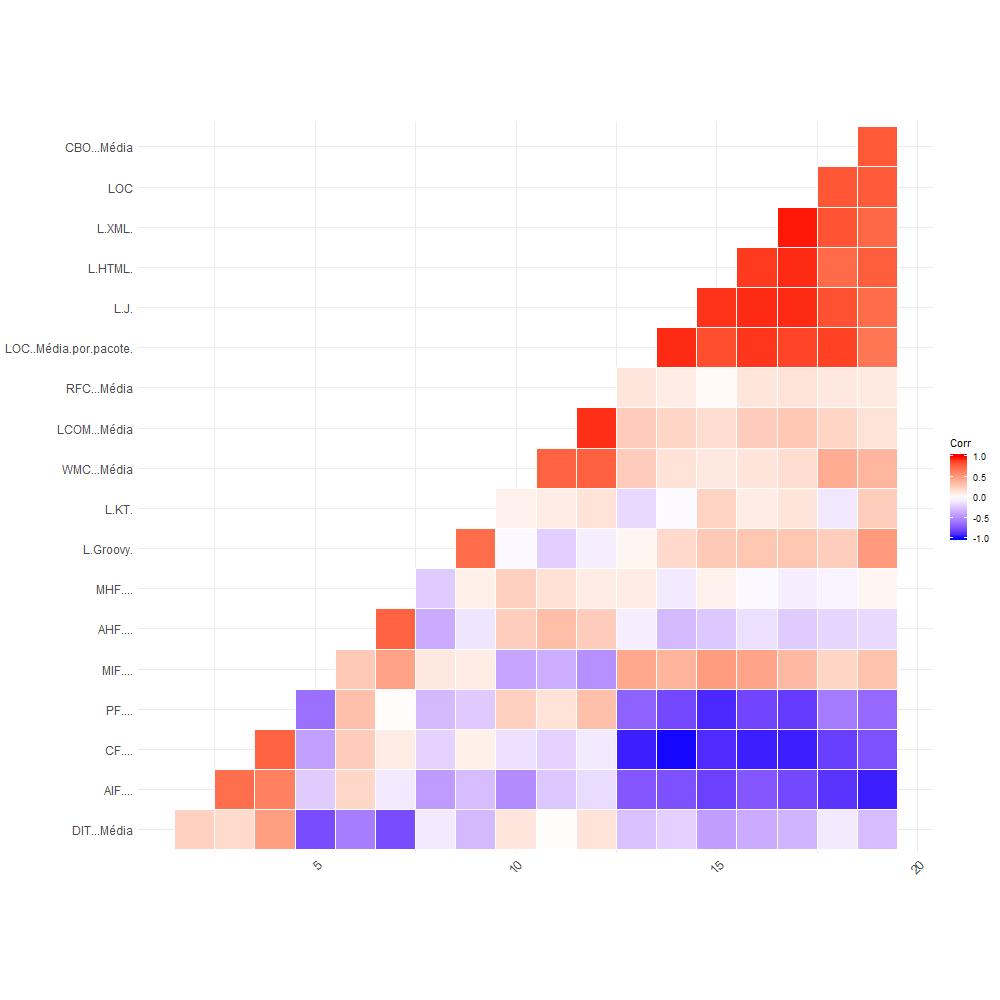 CBO...Média
LOC
L.XML.
L.HTML.
L.J.
LOC..Média.por.pacote.
RFC...Média
LCOM...Média
WMC...Média
L.KT.
L.Groovy.
MHF....
AHF....
MIF....
PF....
CF....
AIF....
DIT...Média
5
10
15
20
Corr
1.0
0.5
0.0
-0.5
-1.0